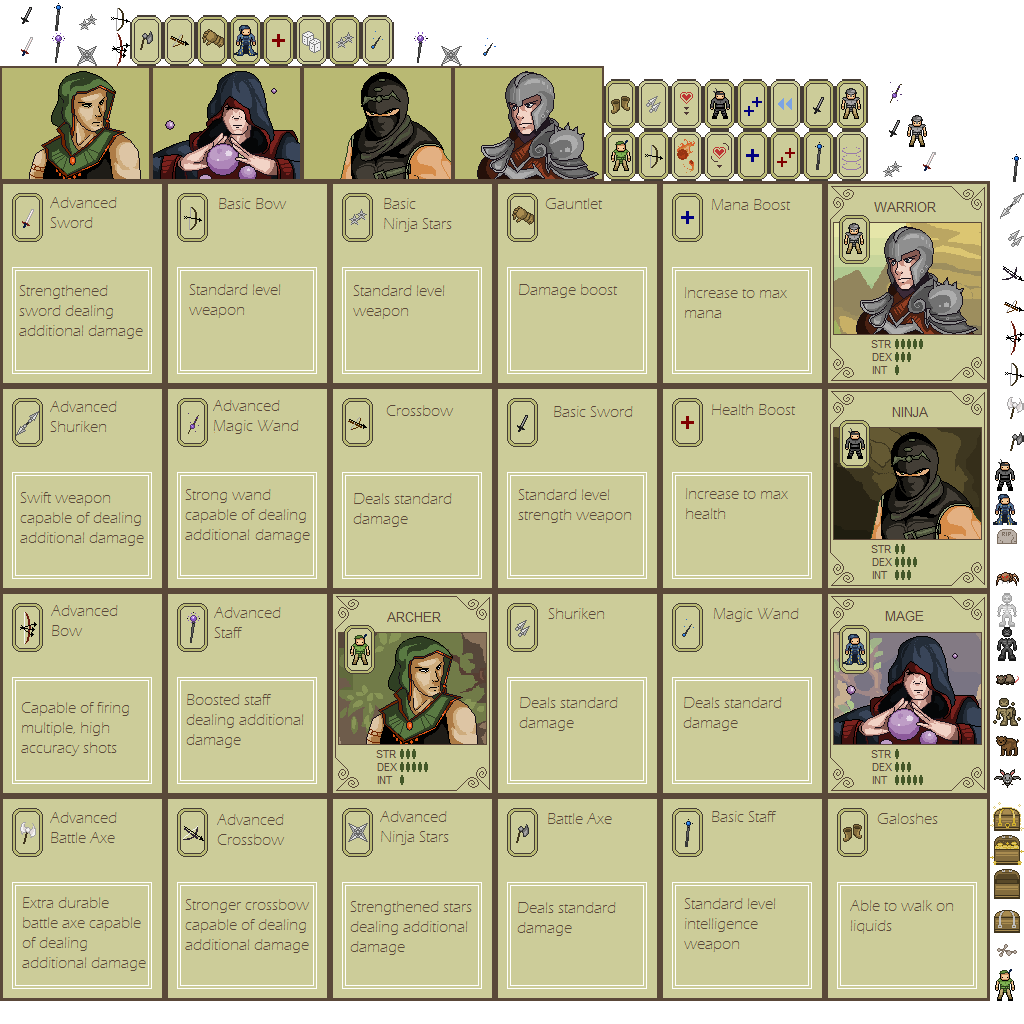 Advanced
Sword
Strengthened
sword dealing
additional damage
Basic Bow
Standard level
weapon
Basic
Ninja Stars
Standard level
weapon
Gauntlet
Damage boost
Mana Boost
Increase to max
mana
WARRIOR
STR
DEX
INT
Advanced
Shuriken
Swift weapon
capable of dealing
additional damage
Advanced
Magic Wand
Strong wand
capable of dealing
additional damage
Crossbow
Deals standard
damage
Basic Sword
Standard level
strength weapon
Health Boost
Increase to max
health
NINJA
STR
DEX
INT
RIP
Advanced
Bow
Capable of firing
multiple, high
accuracy shots
Advanced
Staff
Boosted staff
dealing additional
damage
ARCHER
STR
DEX
INT
Shuriken
Deals standard
damage
Magic Wand
Deals standard
damage
MAGE
STR
DEX
INT
Advanced
Battle Axe
Extra durable
battle axe capable
of dealing
additional damage
Advanced
Crossbow
Stronger crossbow
capable of dealing
additional damage
Advanced
Ninja Stars
Strengthened stars
dealing additional
damage
Battle Axe
Deals standard
damage
Basic Staff
Standard level
intelligence
weapon
Galoshes
Able to walk on
liquids